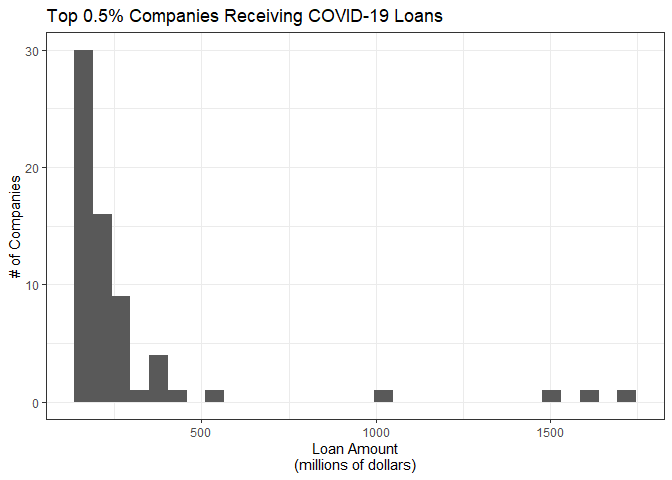 Top 0.5% Companies Receiving COVID-19 Loans
30
20
10
0
# of Companies
500
1000
1500
Loan Amount
(millions of dollars)